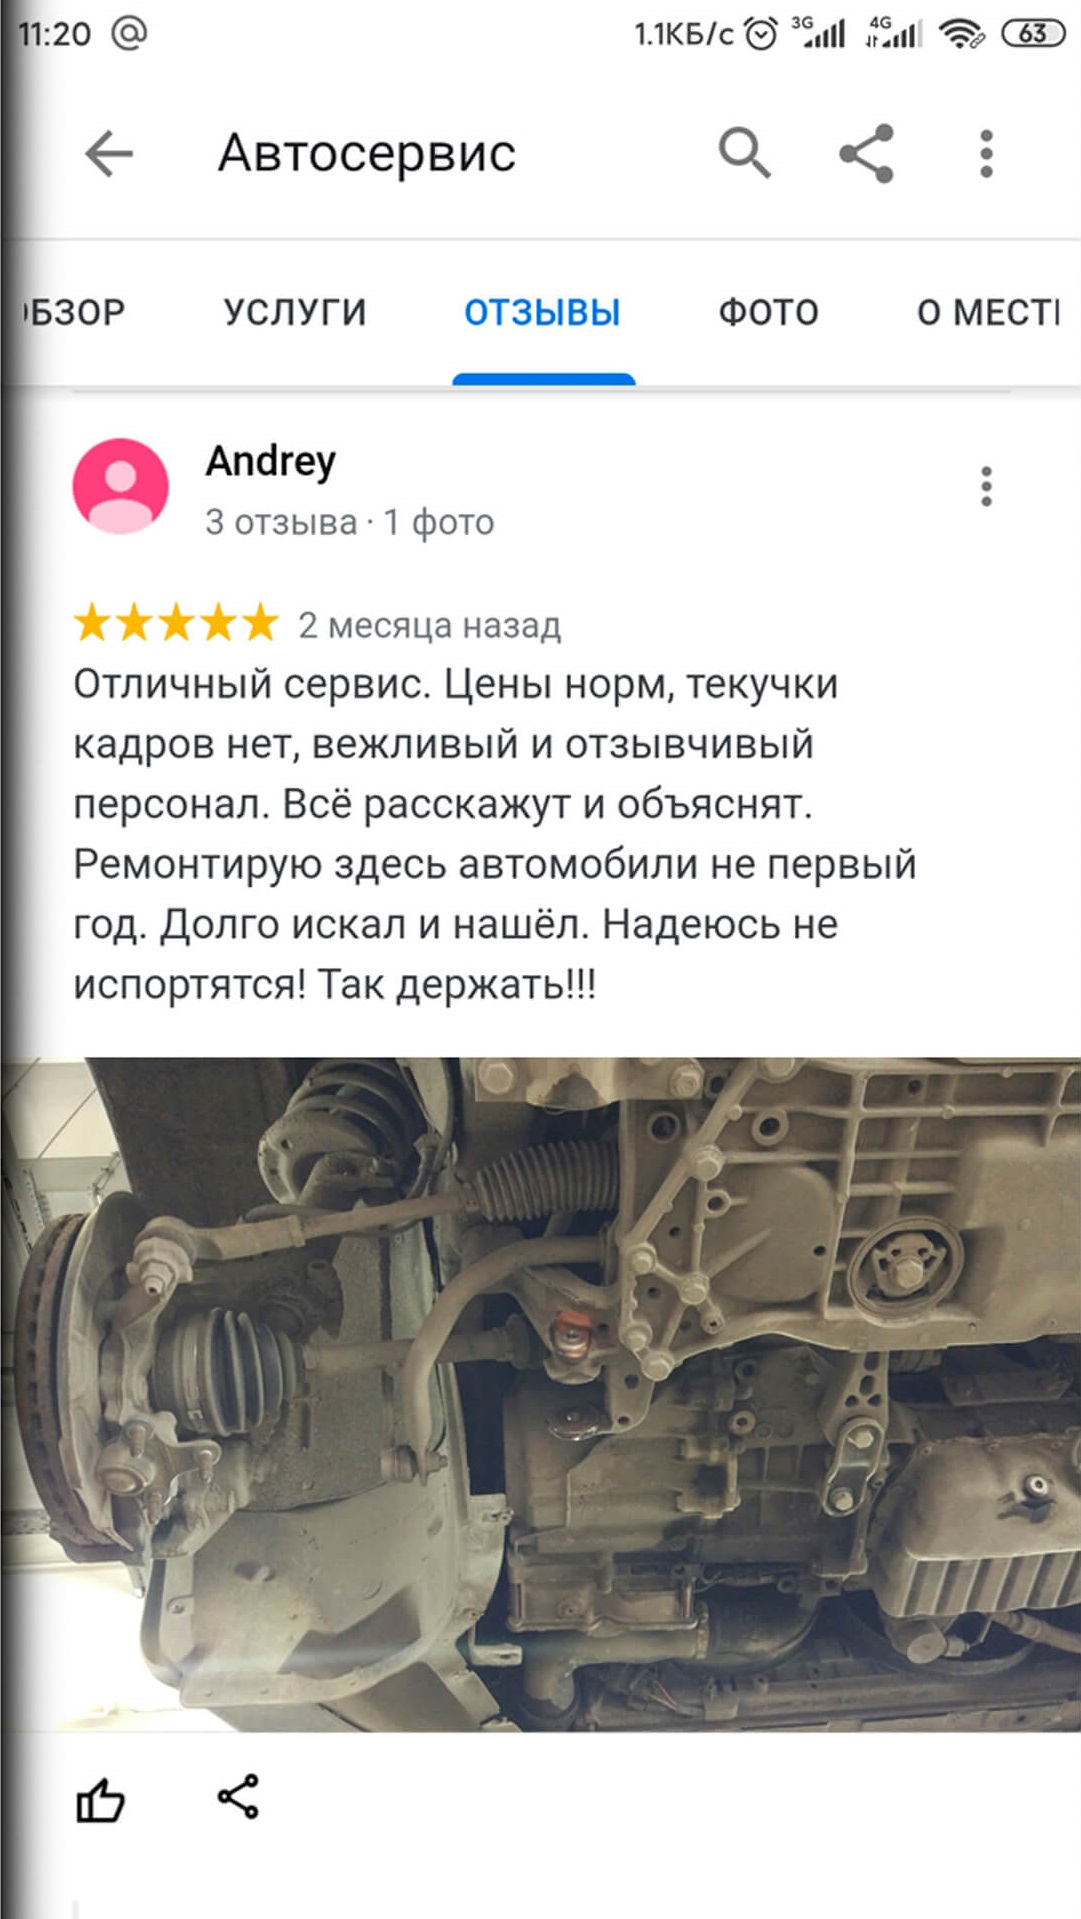 11:20 @ 1.1КБ/с 3G 4G 63
Автосервис
БЗОР УСЛУГИ ОТЗЫВЫ ФОТО О МЕСТ
Andrey
3 отзыва · 1 фото
2 месяца назад
Отличный сервис. Цены норм, текучки
кадров нет, вежливый и отзывчивый
персонал. Всё расскажут и объяснят.
Ремонтирую здесь автомобили не первый
год. Долго искал и нашёл. Надеюсь не
испортятся! Так держать!!!